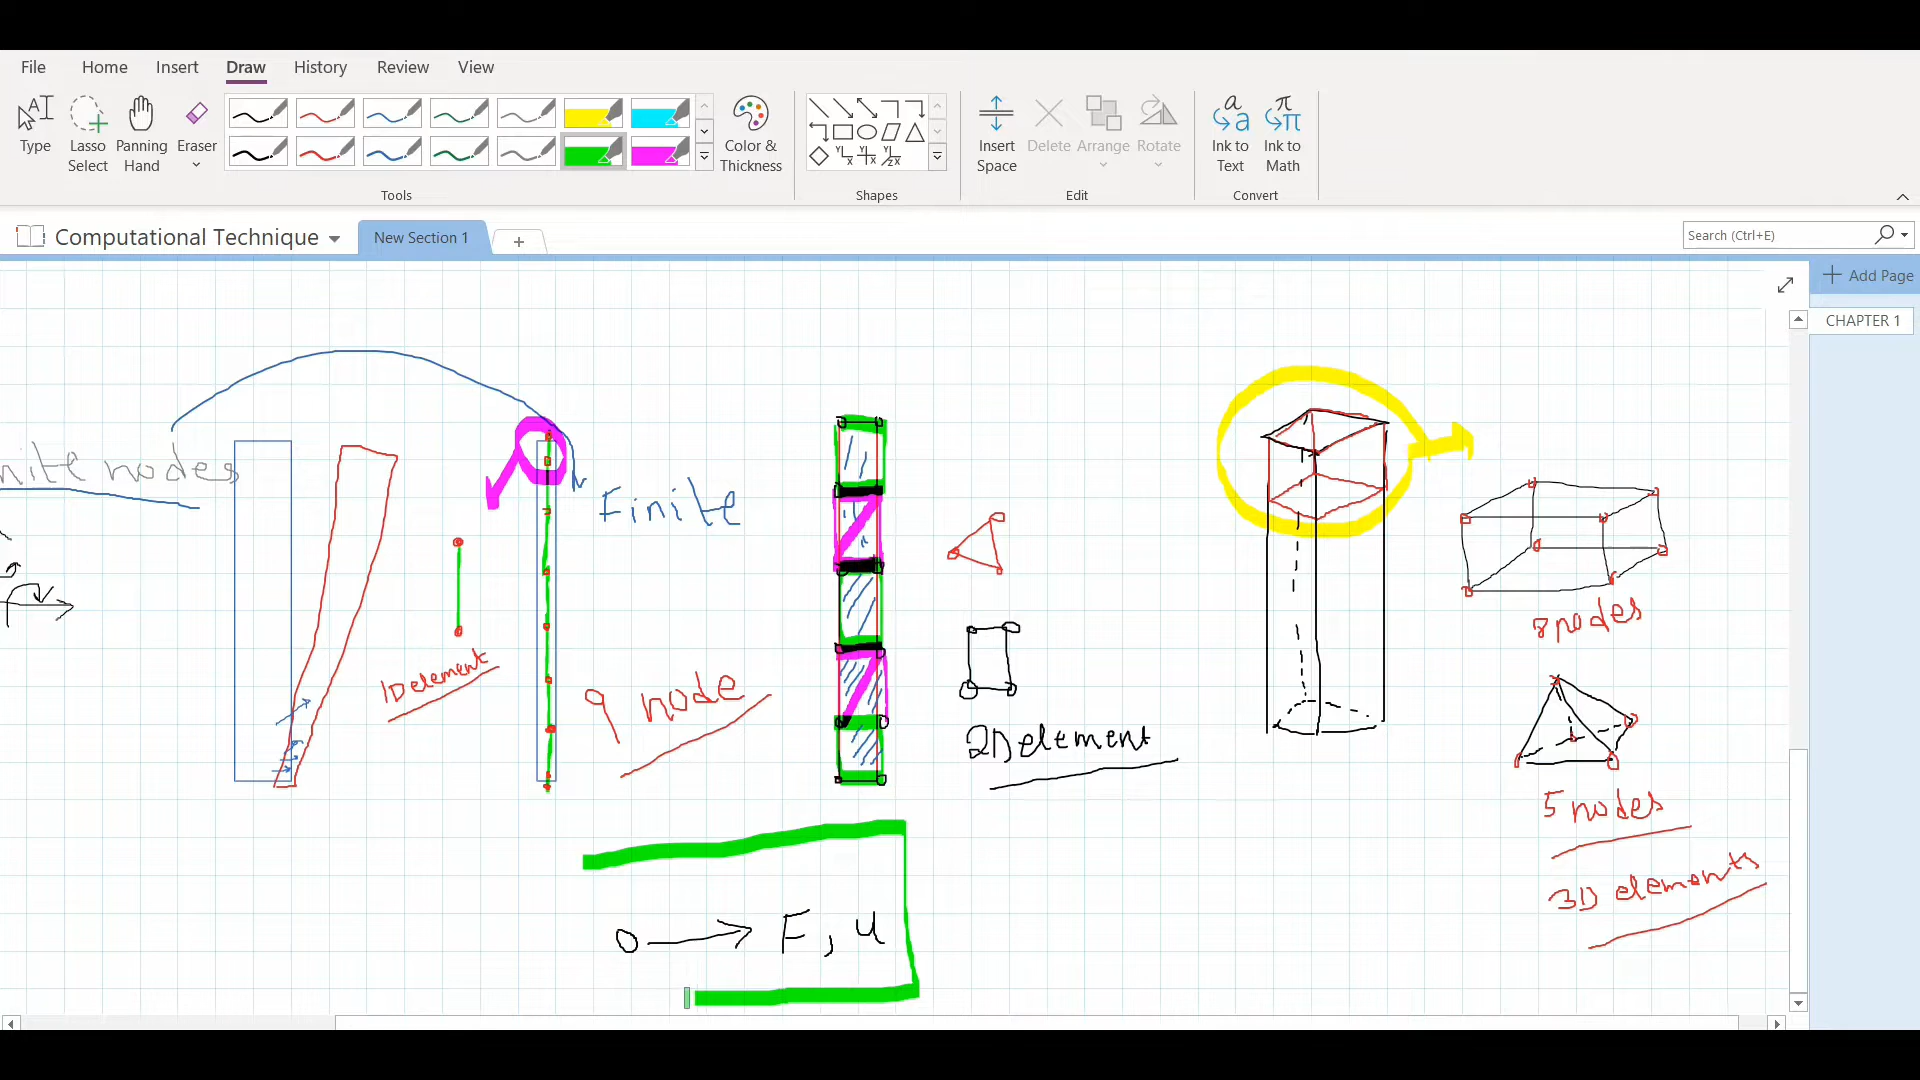 File Home Insert Draw History Review View
Type
Lasso Select
Panning Hand
Eraser
Color & Thickness
Insert Space
Delete
Arrange
Rotate
Ink to Text
Ink to Math
Tools
Shapes
Edit
Convert
Computational Technique
New Section 1
Search (Ctrl+E)
Add Page
CHAPTER 1
nite nodes
Finite
1D element
9 node
2D element
8 nodes
5 nodes
3D elements
o → F, u